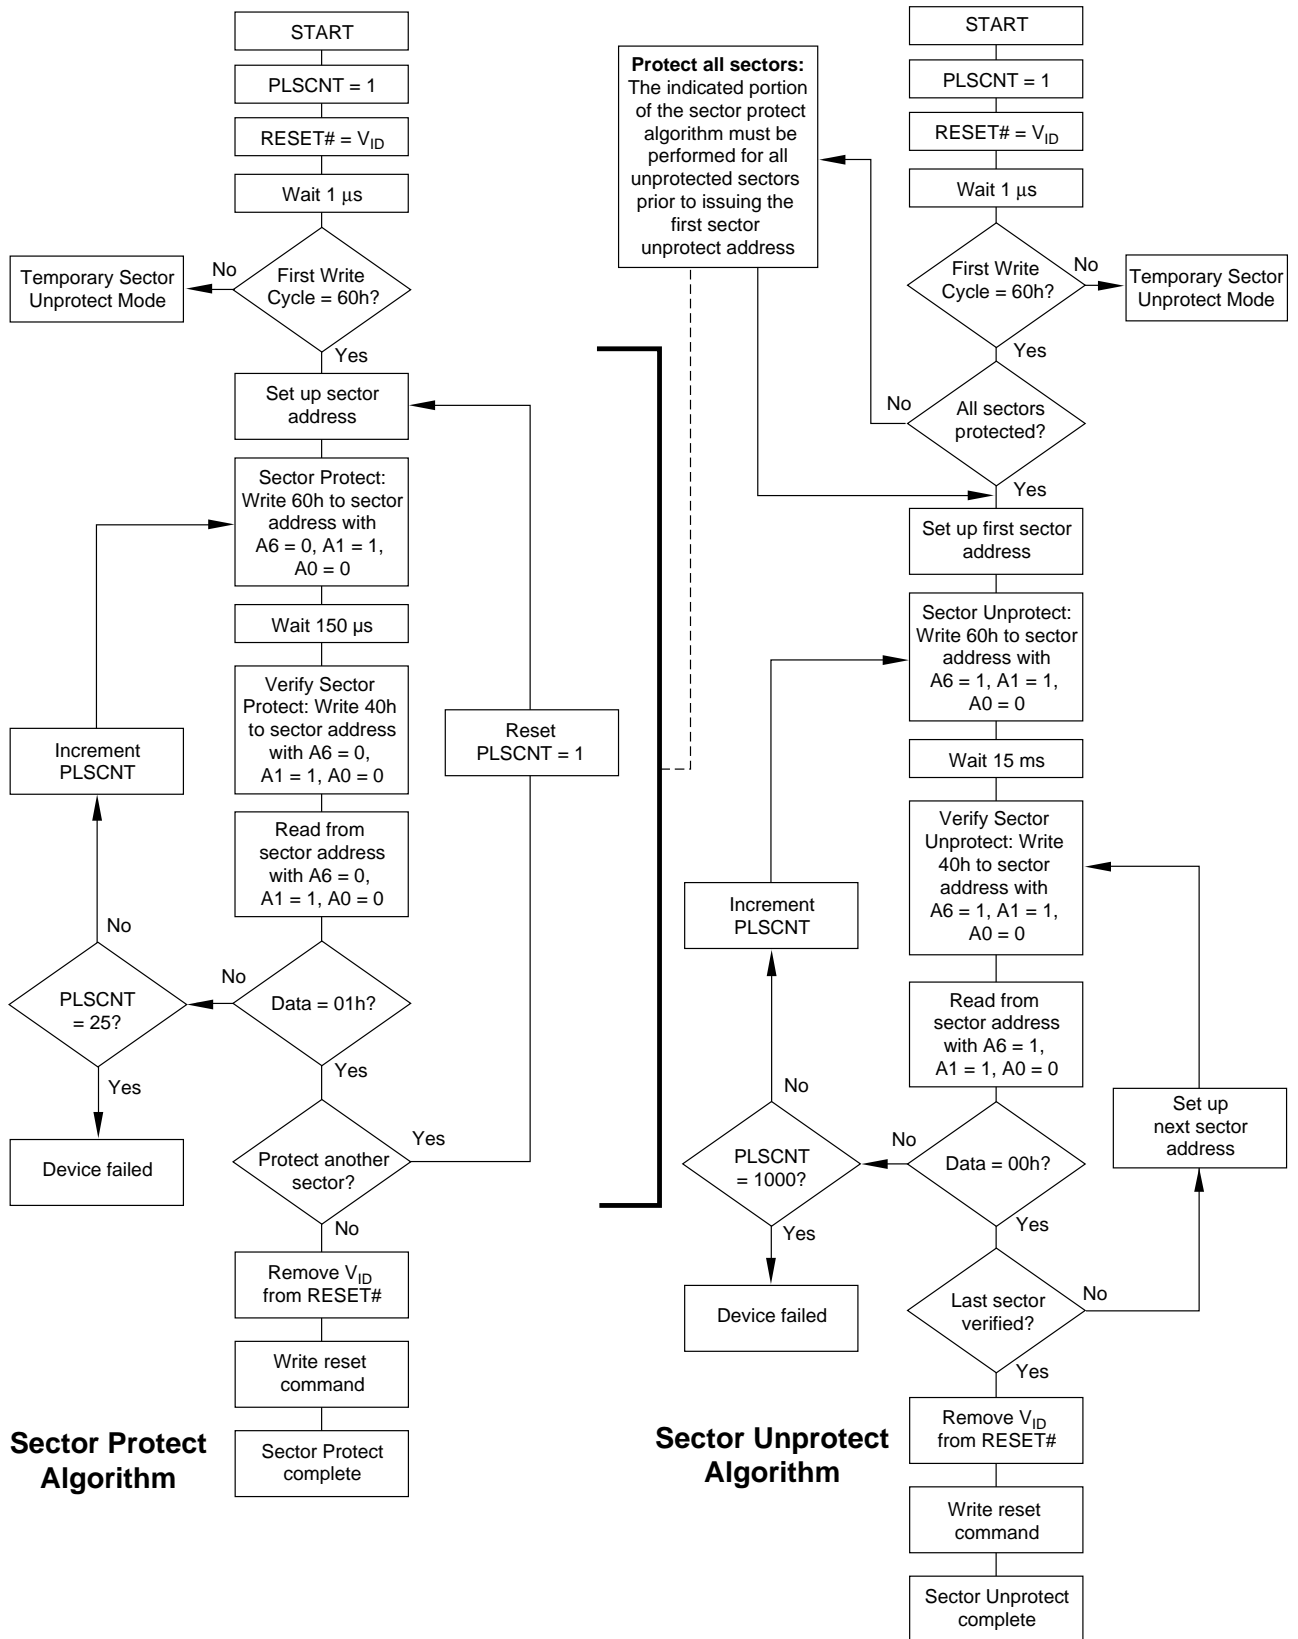 START
PLSCNT = 1
RESET# = VID
Wait 1 μs
First Write
Cycle = 60h?
No
Temporary Sector
Unprotect Mode
Yes
Set up sector
address
Sector Protect:
Write 60h to sector
address with
A6 = 0, A1 = 1,
A0 = 0
Wait 150 µs
Verify Sector
Protect: Write 40h
to sector address
with A6 = 0,
A1 = 1, A0 = 0
Reset
PLSCNT = 1
Increment
PLSCNT
Read from
sector address
with A6 = 0,
A1 = 1, A0 = 0
No
No
PLSCNT
= 25?
Data = 01h?
Yes
Yes
Device failed
Protect another
sector?
Yes
No
Remove VID
from RESET#
Write reset
command
Sector Protect
complete
Sector Protect
Algorithm
START
Protect all sectors:
The indicated portion
of the sector protect
algorithm must be
performed for all
unprotected sectors
prior to issuing the
first sector
unprotect address
PLSCNT = 1
RESET# = VID
Wait 1 μs
First Write
Cycle = 60h?
No
Temporary Sector
Unprotect Mode
Yes
No
All sectors
protected?
Yes
Set up first sector
address
Sector Unprotect:
Write 60h to sector
address with
A6 = 1, A1 = 1,
A0 = 0
Wait 15 ms
Verify Sector
Unprotect: Write
40h to sector
address with
A6 = 1, A1 = 1,
A0 = 0
Increment
PLSCNT
Read from
sector address
with A6 = 1,
A1 = 1, A0 = 0
No
No
PLSCNT
= 1000?
Data = 00h?
Set up
next sector
address
Yes
Yes
Device failed
Last sector
verified?
No
Yes
Remove VID
from RESET#
Write reset
command
Sector Unprotect
complete
Sector Unprotect
Algorithm